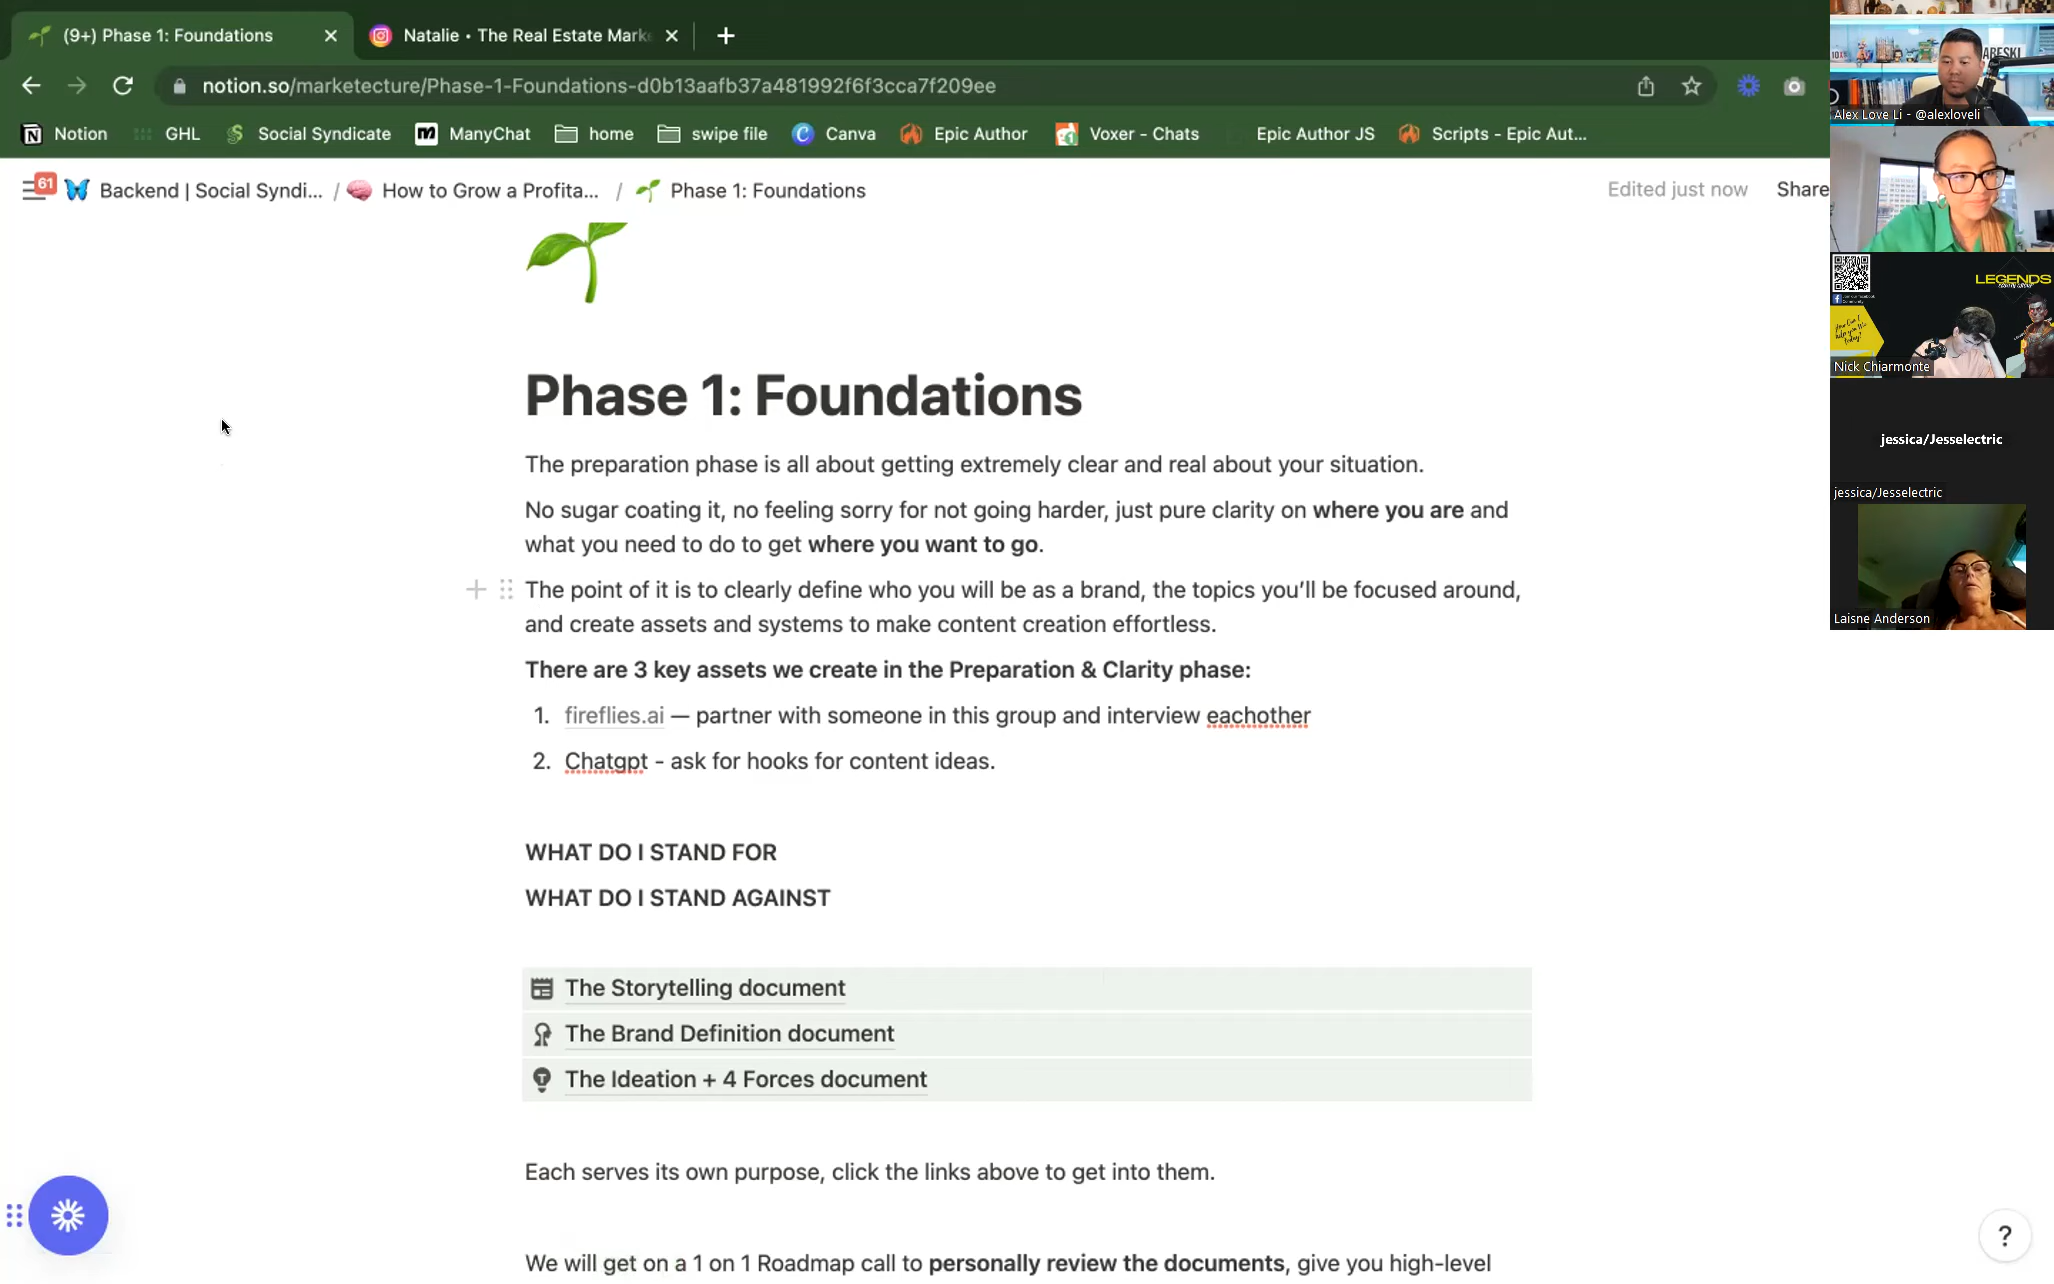 (9+) Phase 1: Foundations
Natalie • The Real Estate Mark
notion.so/marketecture/Phase-1-Foundations-d0b13aafb37a481992f6f3cca7f209ee
Notion GHL Social Syndicate ManyChat home swipe file Canva Epic Author Voxer - Chats Epic Author JS Scripts - Epic Aut...
61 Backend | Social Syndi... / How to Grow a Profita... / Phase 1: Foundations
Edited just now Share
Phase 1: Foundations
The preparation phase is all about getting extremely clear and real about your situation.
No sugar coating it, no feeling sorry for not going harder, just pure clarity on where you are and
what you need to do to get where you want to go.
The point of it is to clearly define who you will be as a brand, the topics you’ll be focused around,
and create assets and systems to make content creation effortless.
There are 3 key assets we create in the Preparation & Clarity phase:
1. fireflies.ai — partner with someone in this group and interview eachother
2. Chatgpt - ask for hooks for content ideas.
WHAT DO I STAND FOR
WHAT DO I STAND AGAINST
The Storytelling document
The Brand Definition document
The Ideation + 4 Forces document
Each serves its own purpose, click the links above to get into them.
We will get on a 1 on 1 Roadmap call to personally review the documents, give you high-level
?
Alex Love Li - @alexloveli
LEGENDS
Nick Chiarmonte
jessica/Jesselectric
jessica/Jesselectric
Laisne Anderson